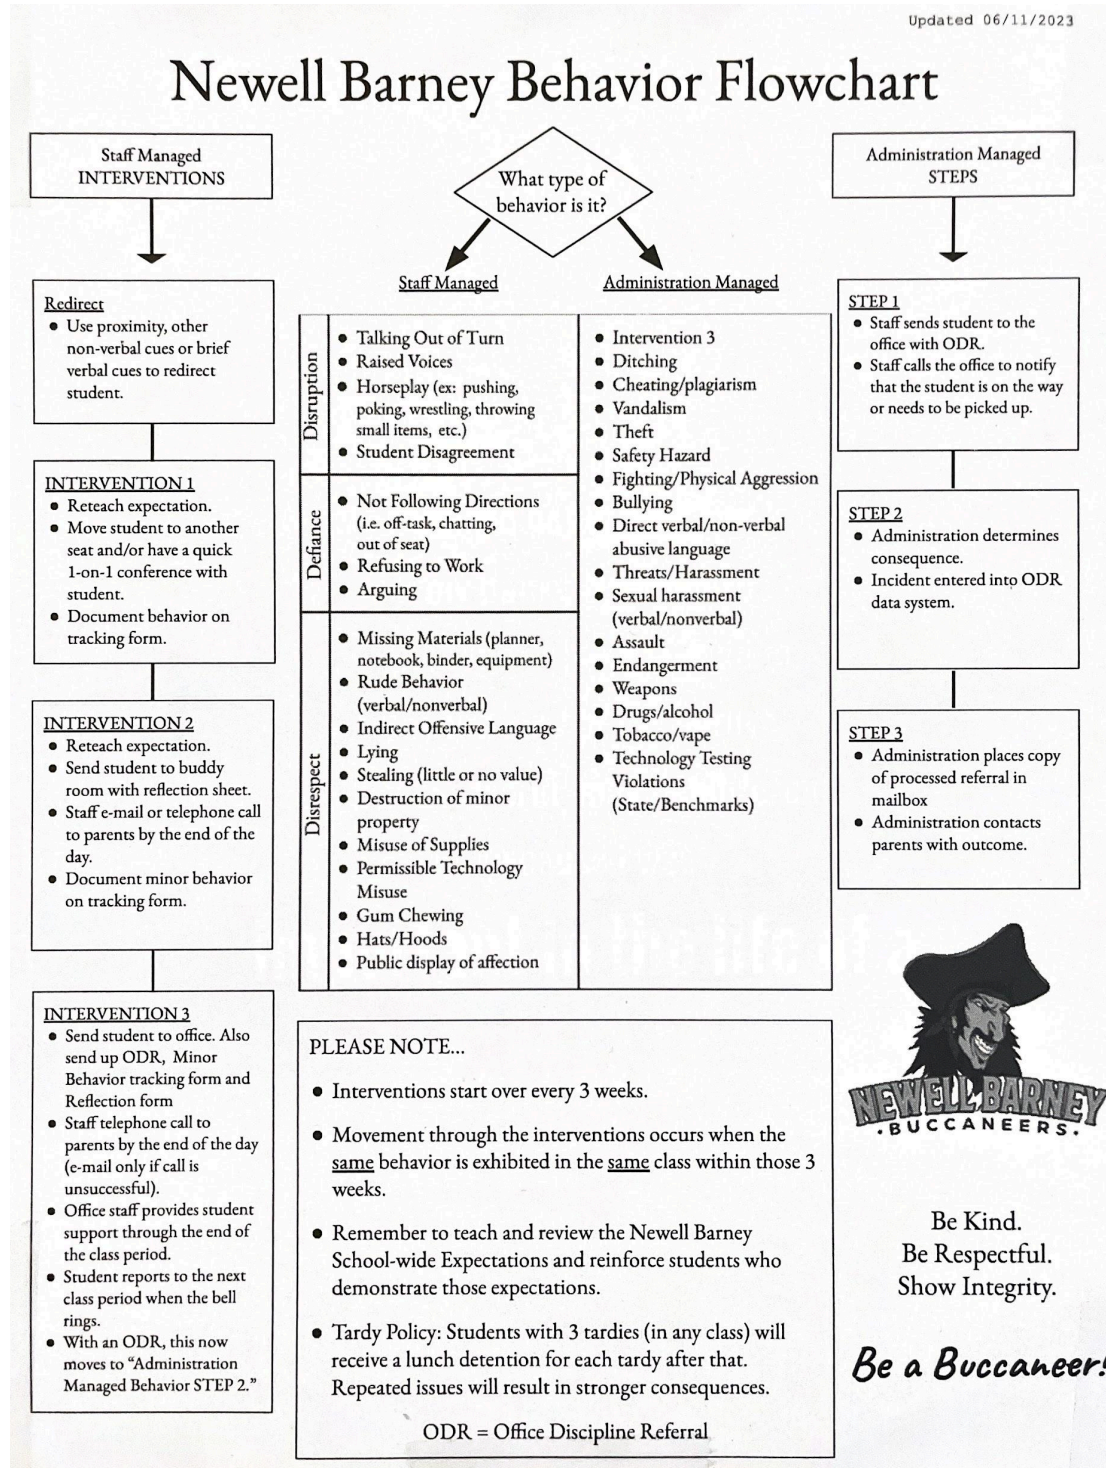 Updated 06/11/2023
Newell Barney Behavior Flowchart
Staff Managed
INTERVENTIONS
Redirect
● Use proximity, other
non-verbal cues or brief
verbal cues to redirect
student.
INTERVENTION 1
● Reteach expectation.
● Move student to another
seat and/or have a quick
1-on-1 conference with
student.
● Document behavior on
tracking form.
INTERVENTION 2
● Reteach expectation.
● Send student to buddy
room with reflection sheet.
● Staff e-mail or telephone call
to parents by the end of the
day.
● Document minor behavior
on tracking form.
INTERVENTION 3
● Send student to office. Also
send up ODR, Minor
Behavior tracking form and
Reflection form
● Staff telephone call to
parents by the end of the day
(e-mail only if call is
unsuccessful).
● Office staff provides student
support through the end of
the class period.
● Student reports to the next
class period when the bell
rings.
● With an ODR, this now
moves to “Administration
Managed Behavior STEP 2.”
What type of
behavior is it?
Staff Managed
Disruption
● Talking Out of Turn
● Raised Voices
● Horseplay (ex: pushing,
poking, wrestling, throwing
small items, etc.)
● Student Disagreement
Defiance
● Not Following Directions
(i.e. off-task, chatting,
out of seat)
● Refusing to Work
● Arguing
Disrespect
● Missing Materials (planner,
notebook, binder, equipment)
● Rude Behavior
(verbal/nonverbal)
● Indirect Offensive Language
● Lying
● Stealing (little or no value)
● Destruction of minor
property
● Misuse of Supplies
● Permissible Technology
Misuse
● Gum Chewing
● Hats/Hoods
● Public display of affection
Administration Managed
● Intervention 3
● Ditching
● Cheating/plagiarism
● Vandalism
● Theft
● Safety Hazard
● Fighting/Physical Aggression
● Bullying
● Direct verbal/non-verbal
abusive language
● Threats/Harassment
● Sexual harassment
(verbal/nonverbal)
● Assault
● Endangerment
● Weapons
● Drugs/alcohol
● Tobacco/vape
● Technology Testing
Violations
(State/Benchmarks)
PLEASE NOTE...
● Interventions start over every 3 weeks.
● Movement through the interventions occurs when the
same behavior is exhibited in the same class within those 3
weeks.
● Remember to teach and review the Newell Barney
School-wide Expectations and reinforce students who
demonstrate those expectations.
● Tardy Policy: Students with 3 tardies (in any class) will
receive a lunch detention for each tardy after that.
Repeated issues will result in stronger consequences.
ODR = Office Discipline Referral
Administration Managed
STEPS
STEP 1
● Staff sends student to the
office with ODR.
● Staff calls the office to notify
that the student is on the way
or needs to be picked up.
STEP 2
● Administration determines
consequence.
● Incident entered into ODR
data system.
STEP 3
● Administration places copy
of processed referral in
mailbox
● Administration contacts
parents with outcome.
NEWELL BARNEY
•BUCCANEERS•
Be Kind.
Be Respectful.
Show Integrity.
Be a Buccaneer!